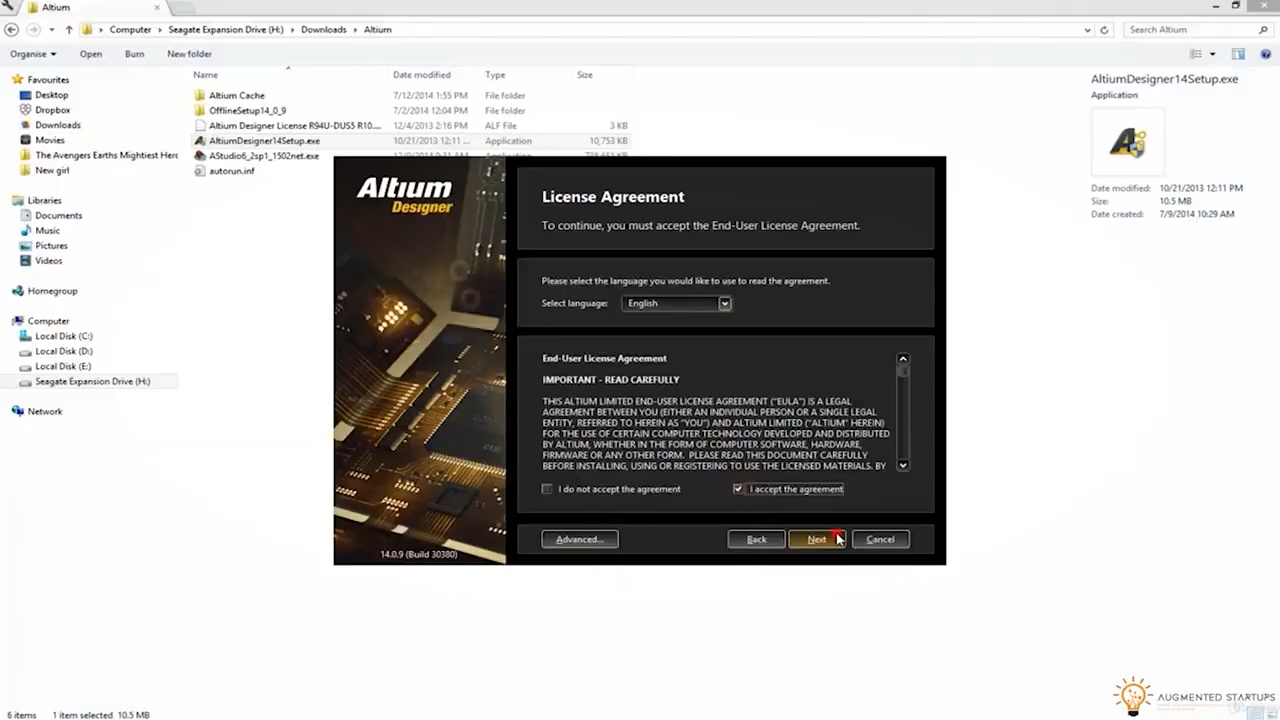 Altium
Computer
Seagate Expansion Drive (H:)
Downloads
Altium
Search Altium
Organise
Open
Burn
New folder
Favourites
Desktop
Dropbox
Downloads
Movies
The Avengers Earths Mightiest Herc
New girl
Libraries
Documents
Music
Pictures
Videos
Homegroup
Computer
Local Disk (C:)
Local Disk (D:)
Local Disk (E:)
Seagate Expansion Drive (H:)
Network
Name Date modified Type Size
Altium Cache 7/12/2014 1:55 PM File folder
OfflineSetup14_0_9 7/2/2014 12:04 PM File folder
Altium Designer License R94U-DUS5 R10.... 12/4/2013 2:16 PM ALF File 3 KB
AltiumDesigner14Setup.exe 10/21/2013 12:11 ... Application 10,753 KB
AStudio6_2sp1_1502net.exe Application
autorun.inf
AltiumDesigner14Setup.exe
Application
Date modified: 10/21/2013 12:11 PM
Size: 10.5 MB
Date created: 7/9/2014 10:29 AM
Altium
Designer
14.0.9 (Build 30380)
License Agreement
To continue, you must accept the End-User License Agreement.
Please select the language you would like to use to read the agreement.
Select language: English
End-User License Agreement
IMPORTANT - READ CAREFULLY
THIS ALTIUM LIMITED END-USER LICENSE AGREEMENT ("EULA") IS A LEGAL
AGREEMENT BETWEEN YOU (EITHER AN INDIVIDUAL PERSON OR A SINGLE LEGAL
ENTITY, REFERRED TO HEREIN AS "YOU") AND ALTIUM LIMITED ("ALTIUM" HEREIN)
FOR THE USE OF CERTAIN COMPUTER TECHNOLOGY DEVELOPED AND DISTRIBUTED
BY ALTIUM, WHETHER IN THE FORM OF COMPUTER SOFTWARE, HARDWARE,
FIRMWARE OR ANY OTHER FORM. PLEASE READ THIS DOCUMENT CAREFULLY
BEFORE INSTALLING, USING OR REGISTERING TO USE THE LICENSED MATERIALS. BY
I do not accept the agreement
I accept the agreement
Advanced...
Back
Next
Cancel
6 items 1 item selected 10.5 MB
AUGMENTED STARTUPS